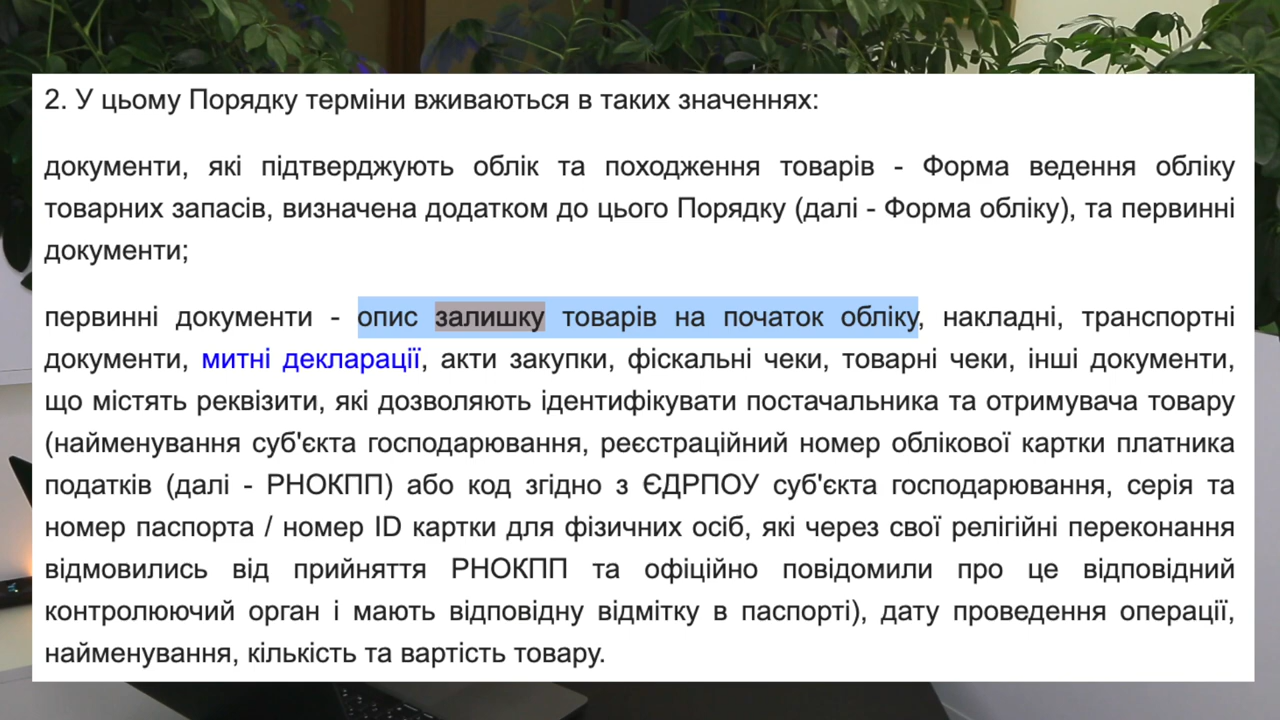 2. У цьому Порядку терміни вживаються в таких значеннях:
документи, які підтверджують облік та походження товарів - Форма ведення обліку
товарних запасів, визначена додатком до цього Порядку (далі - Форма обліку), та первинні
документи;
первинні документи - опис залишку товарів на початок обліку, накладні, транспортні
документи, митні декларації, акти закупки, фіскальні чеки, товарні чеки, інші документи,
що містять реквізити, які дозволяють ідентифікувати постачальника та отримувача товару
(найменування суб'єкта господарювання, реєстраційний номер облікової картки платника
податків (далі - РНОКПП) або код згідно з ЄДРПОУ суб'єкта господарювання, серія та
номер паспорта / номер ID картки для фізичних осіб, які через свої релігійні переконання
відмовились від прийняття РНОКПП та офіційно повідомили про це відповідний
контролюючий орган і мають відповідну відмітку в паспорті), дату проведення операції,
найменування, кількість та вартість товару.